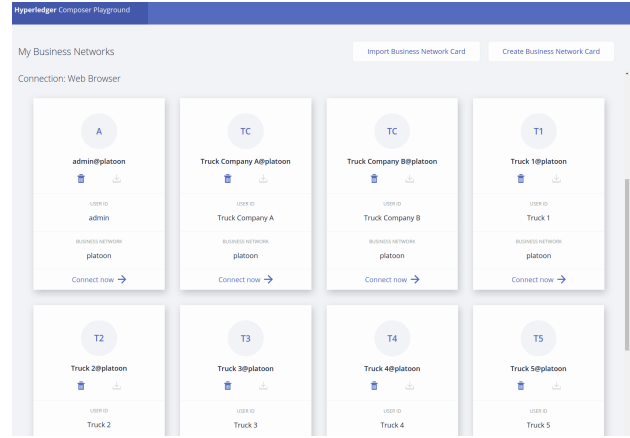 Hyperledger Composer Playground
My Business Networks
Import Business Network Card
Create Business Network Card
Connection: Web Browser
A
TC
TC
T1
admin@platoon
Truck Company A@platoon
Truck Company B@platoon
Truck 1@platoon
USER ID
USER ID
USER ID
USER ID
admin
Truck Company A
Truck Company B
Truck 1
BUSINESS NETWORK
BUSINESS NETWORK
BUSINESS NETWORK
BUSINESS NETWORK
platoon
platoon
platoon
platoon
Connect now
Connect now
Connect now
Connect now
T2
T3
T4
T5
Truck 2@platoon
Truck 3@platoon
Truck 4@platoon
Truck 5@platoon
USER ID
USER ID
USER ID
USER ID
Truck 2
Truck 3
Truck 4
Truck 5